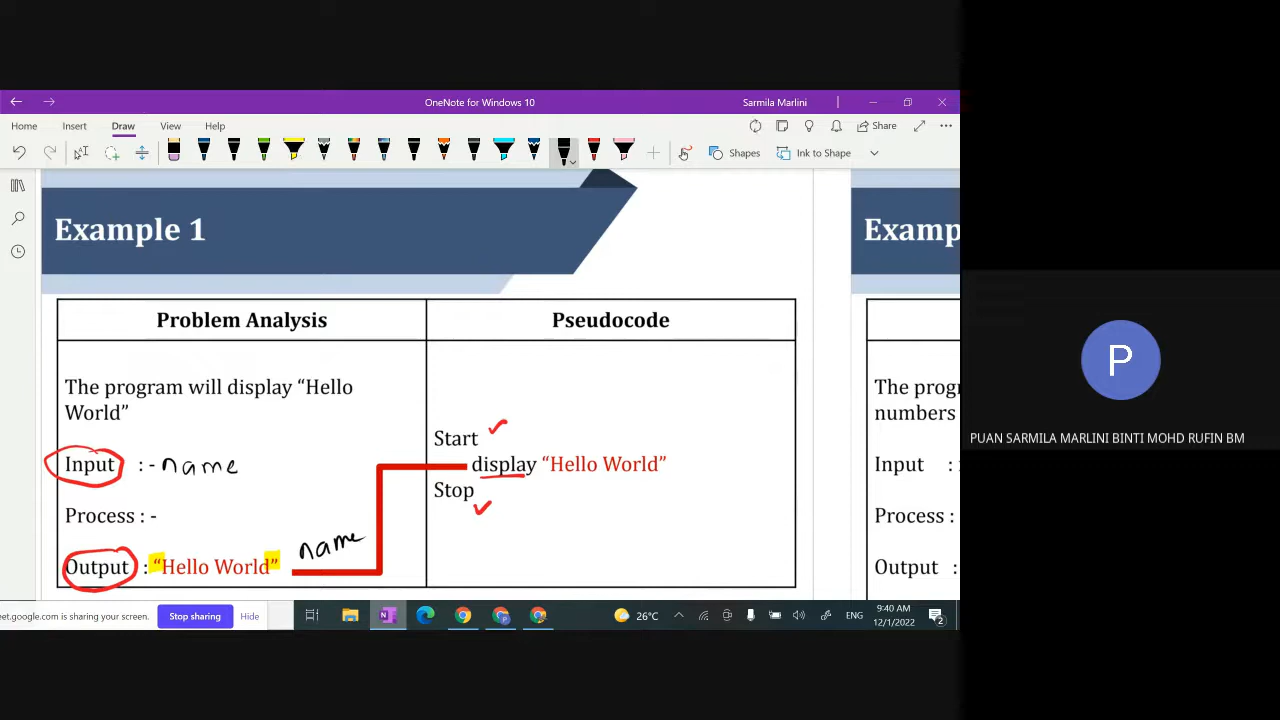 OneNote for Windows 10
Sarmila Marlini
Home Insert Draw View Help
Share
Shapes
Ink to Shape
Example 1
Examp
Problem Analysis
Pseudocode
The program will display “Hello
World”
Input : - name
Process : -
Output : “Hello World” name
Start
display “Hello World”
Stop
The prog
numbers
Input :
Process :
Output :
P
PUAN SARMILA MARLINI BINTI MOHD RUFIN BM
eet.google.com is sharing your screen.
Stop sharing
Hide
26°C
ENG
9:40 AM
12/1/2022
2